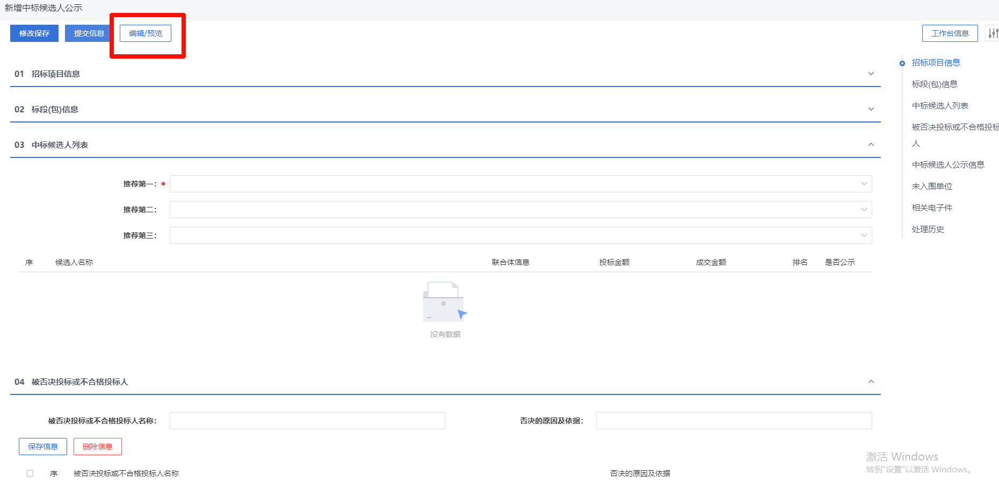 新增中标候选人公示
修改保存 提交信息 编辑/预览 工作台信息
01 招标项目信息
02 标段(包)信息
03 中标候选人列表
推荐第一：*
推荐第二：
推荐第三：
序 候选人名称 联合体信息 投标金额 成交金额 排名 是否公示
没有数据
04 被否决投标或不合格投标人
被否决投标或不合格投标人名称： 否决的原因及依据：
保存信息 删除信息
序 被否决投标或不合格投标人名称 否决的原因及依据
招标项目信息
标段(包)信息
中标候选人列表
被否决投标或不合格投标
人
中标候选人公示信息
未入围单位
相关电子件
处理历史
激活 Windows
转到“设置”以激活 Windows。